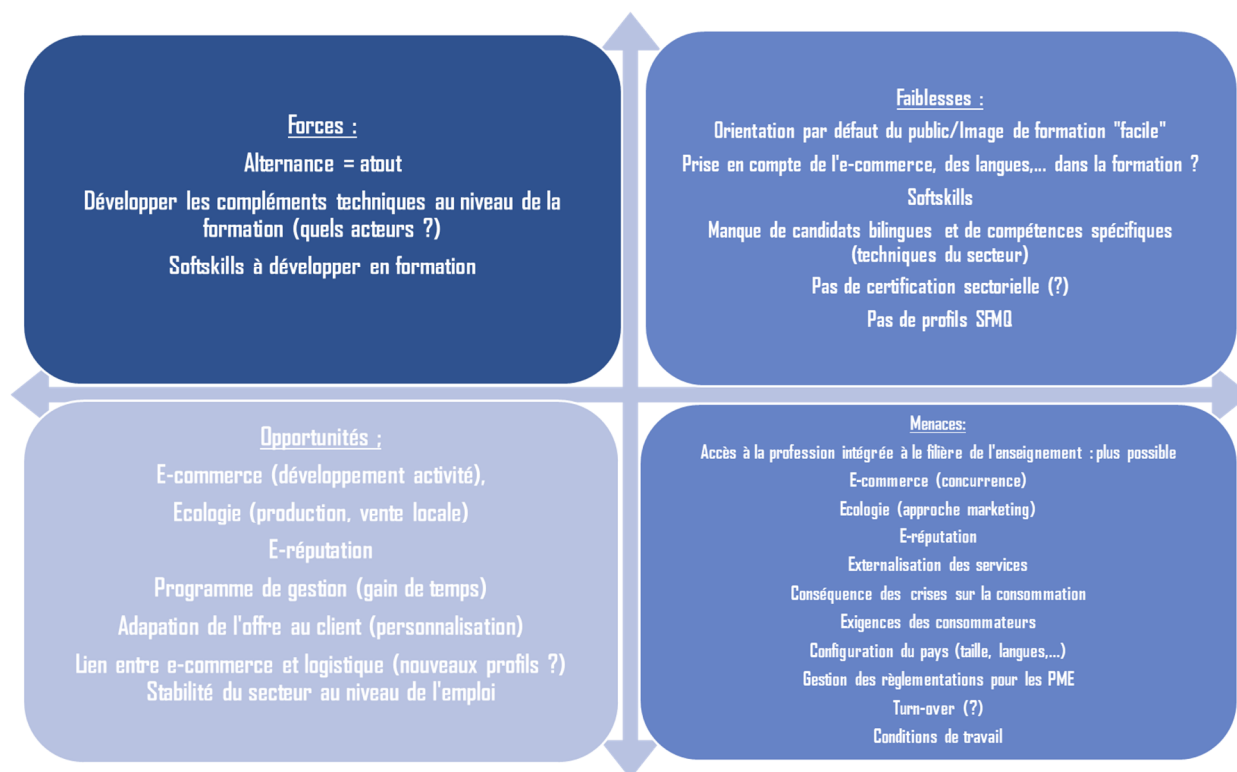 Forces :
Alternance = atout
Développer les compléments techniques au niveau de la
formation (quels acteurs ?)
Softskills à développer en formation
Faiblesses :
Orientation par défaut du public/Image de formation "facile"
Prise en compte de l'e-commerce, des langues,... dans la formation ?
Softskills
Manque de candidats bilingues et de compétences spécifiques
(techniques du secteur)
Pas de certification sectorielle (?)
Pas de profils SFMQ
Opportunités :
E-commerce (développement activité),
Ecologie (production, vente locale)
E-réputation
Programme de gestion (gain de temps)
Adapation de l'offre au client (personnalisation)
Lien entre e-commerce et logistique (nouveaux profils ?)
Stabilité du secteur au niveau de l'emploi
Menaces:
Accès à la profession intégrée à le filière de l'enseignement : plus possible
E-commerce (concurrence)
Ecologie (approche marketing)
E-réputation
Externalisation des services
Conséquence des crises sur la consommation
Exigences des consommateurs
Configuration du pays (taille, langues,...)
Gestion des règlementations pour les PME
Turn-over (?)
Conditions de travail